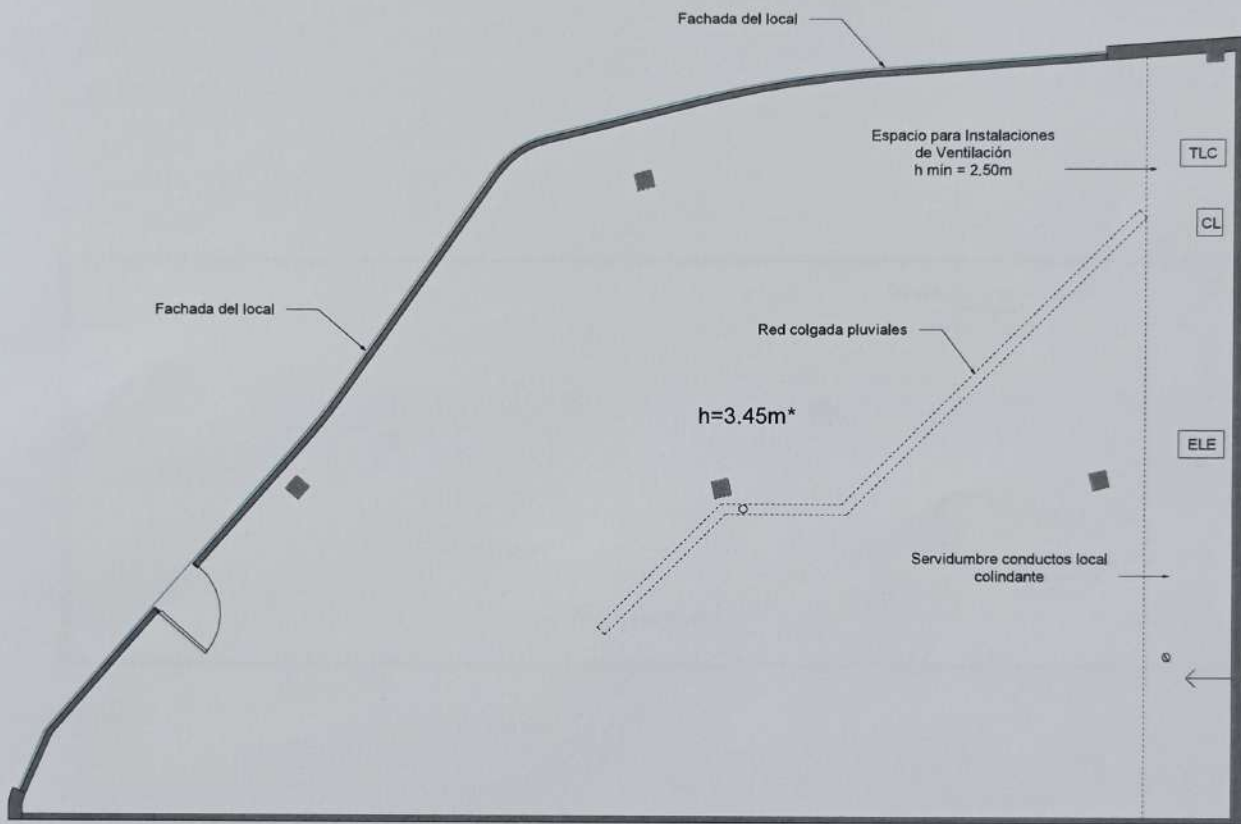 Fachada del local
Espacio para Instalaciones
de Ventilación
h min = 2,50m
TLC
CL
Fachada del local
Red colgada pluviales
h=3.45m*
ELE
Servidumbre conductos local
colindante